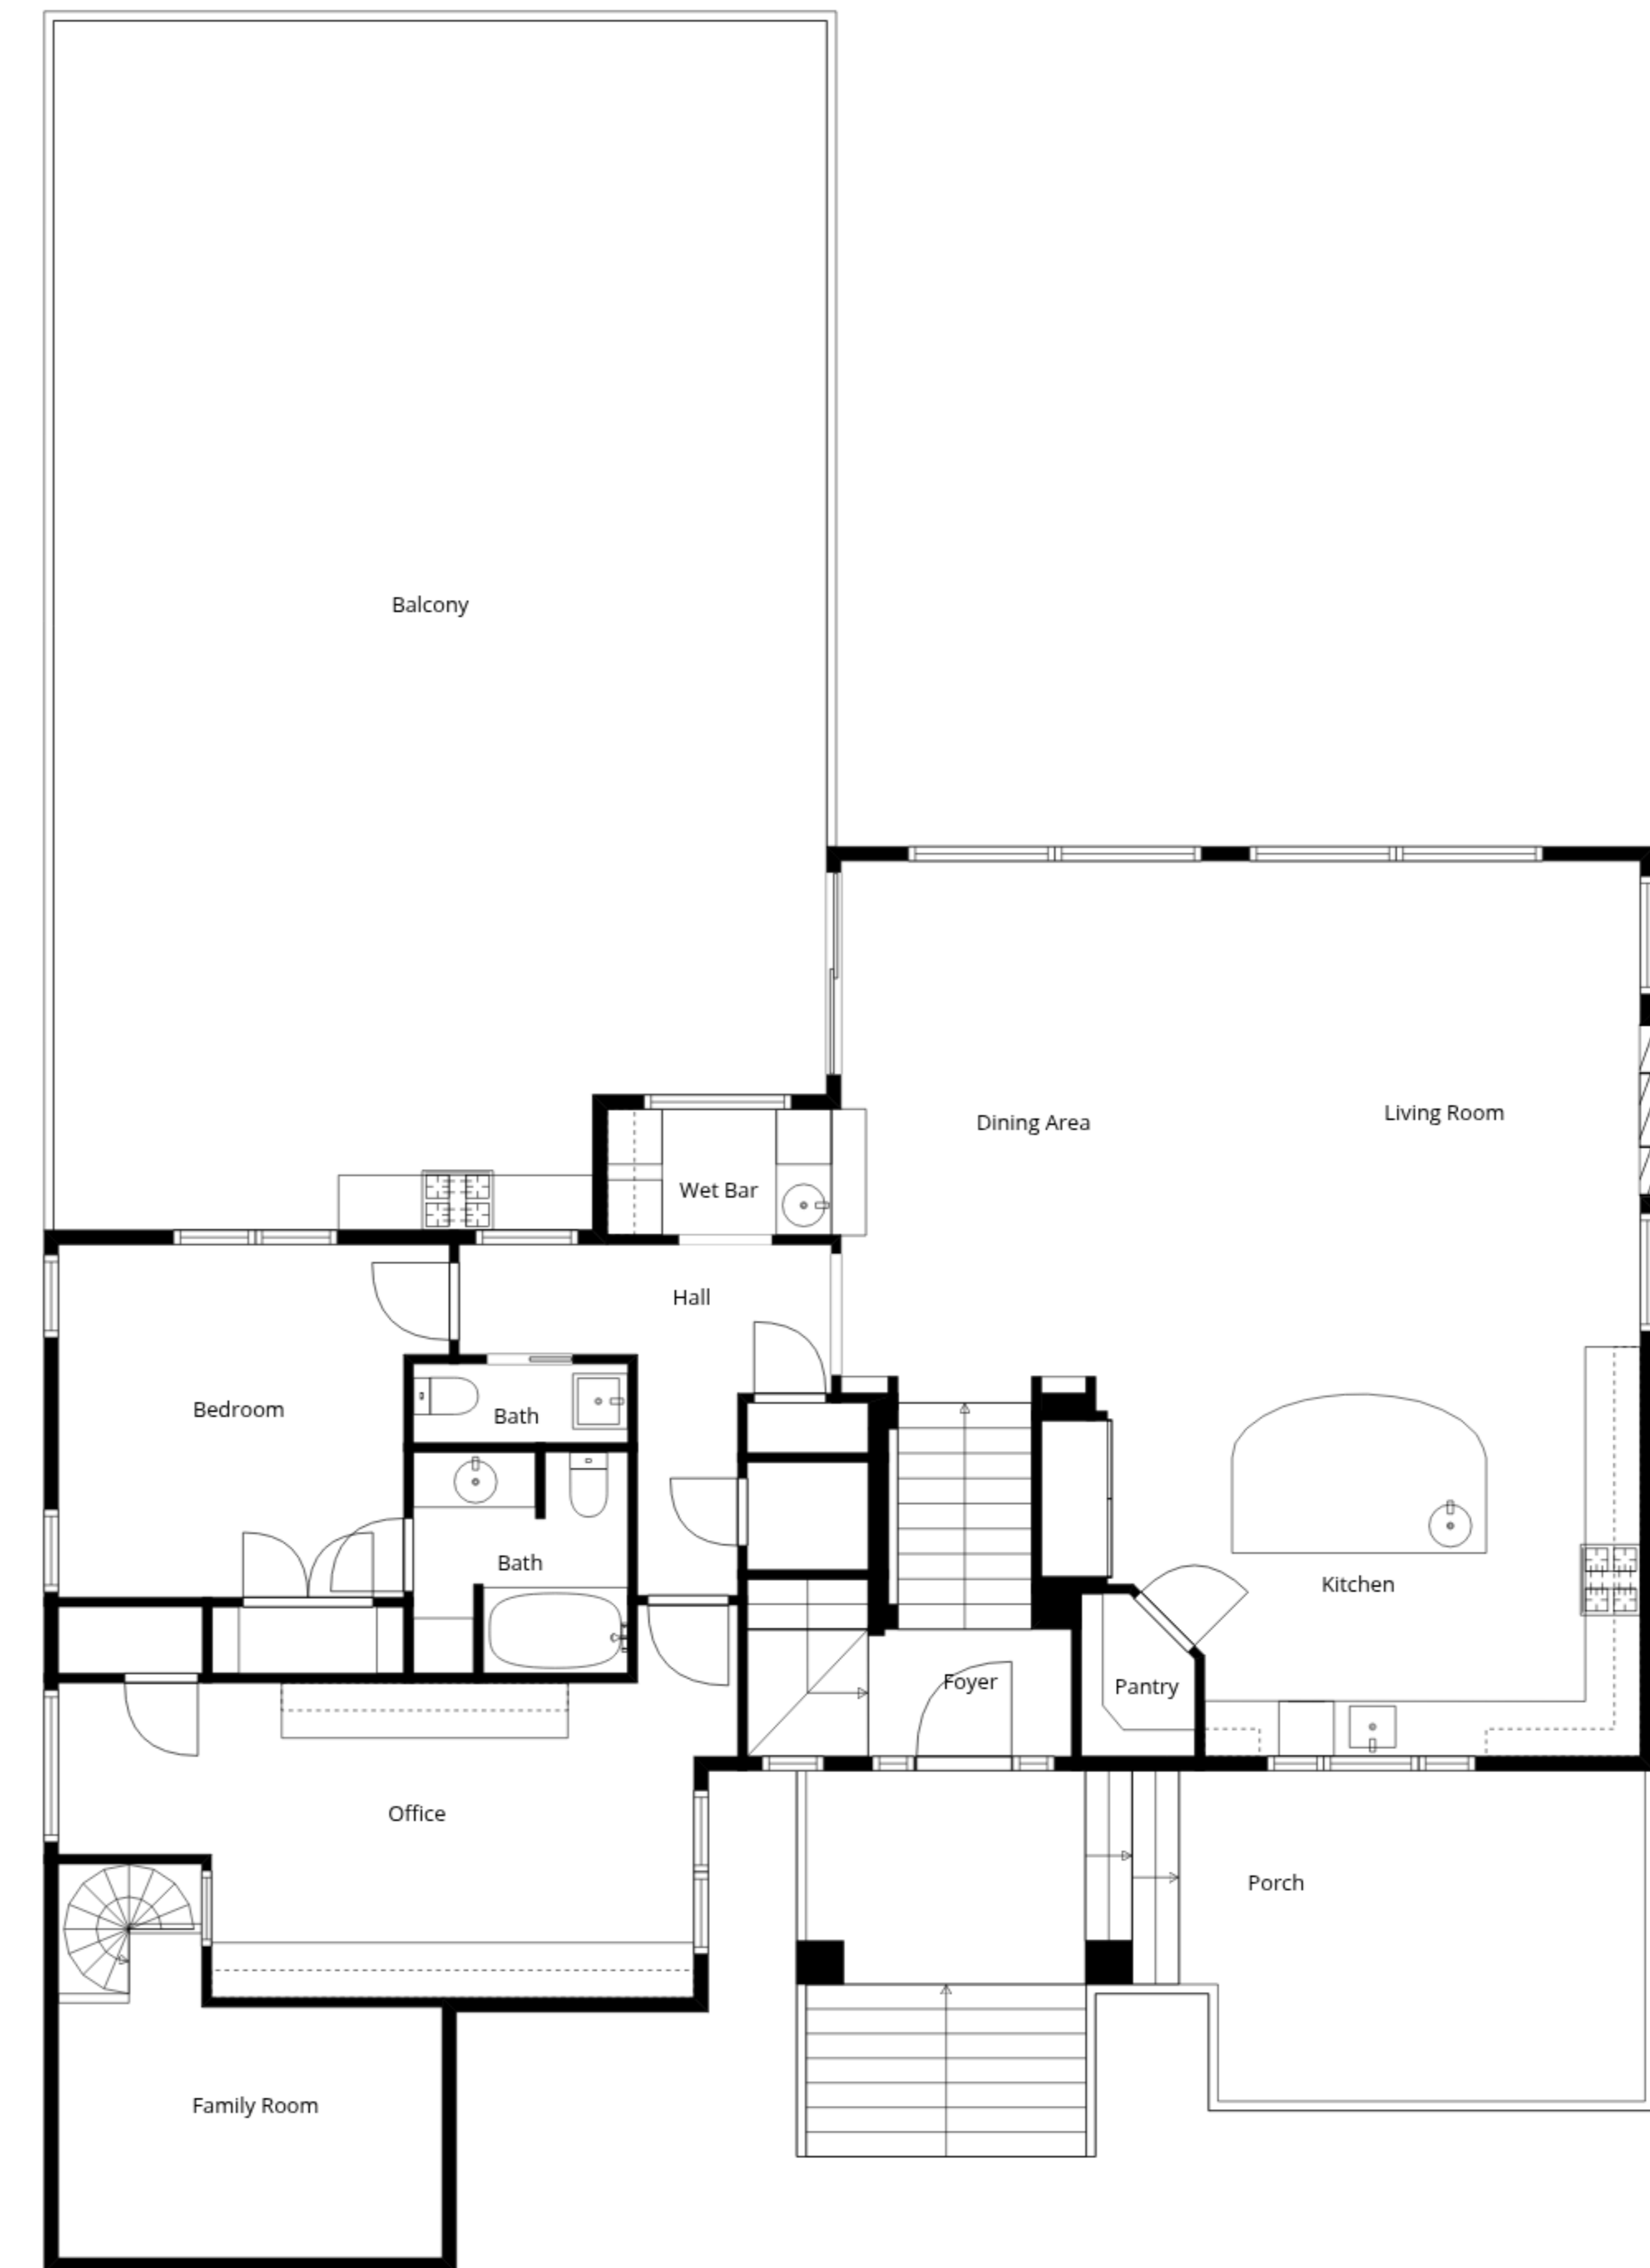 Balcony
Dining Area
Living Room
Wet Bar
Hall
Bedroom
Bath
Bath
Kitchen
Foyer
Pantry
Office
Porch
Family Room